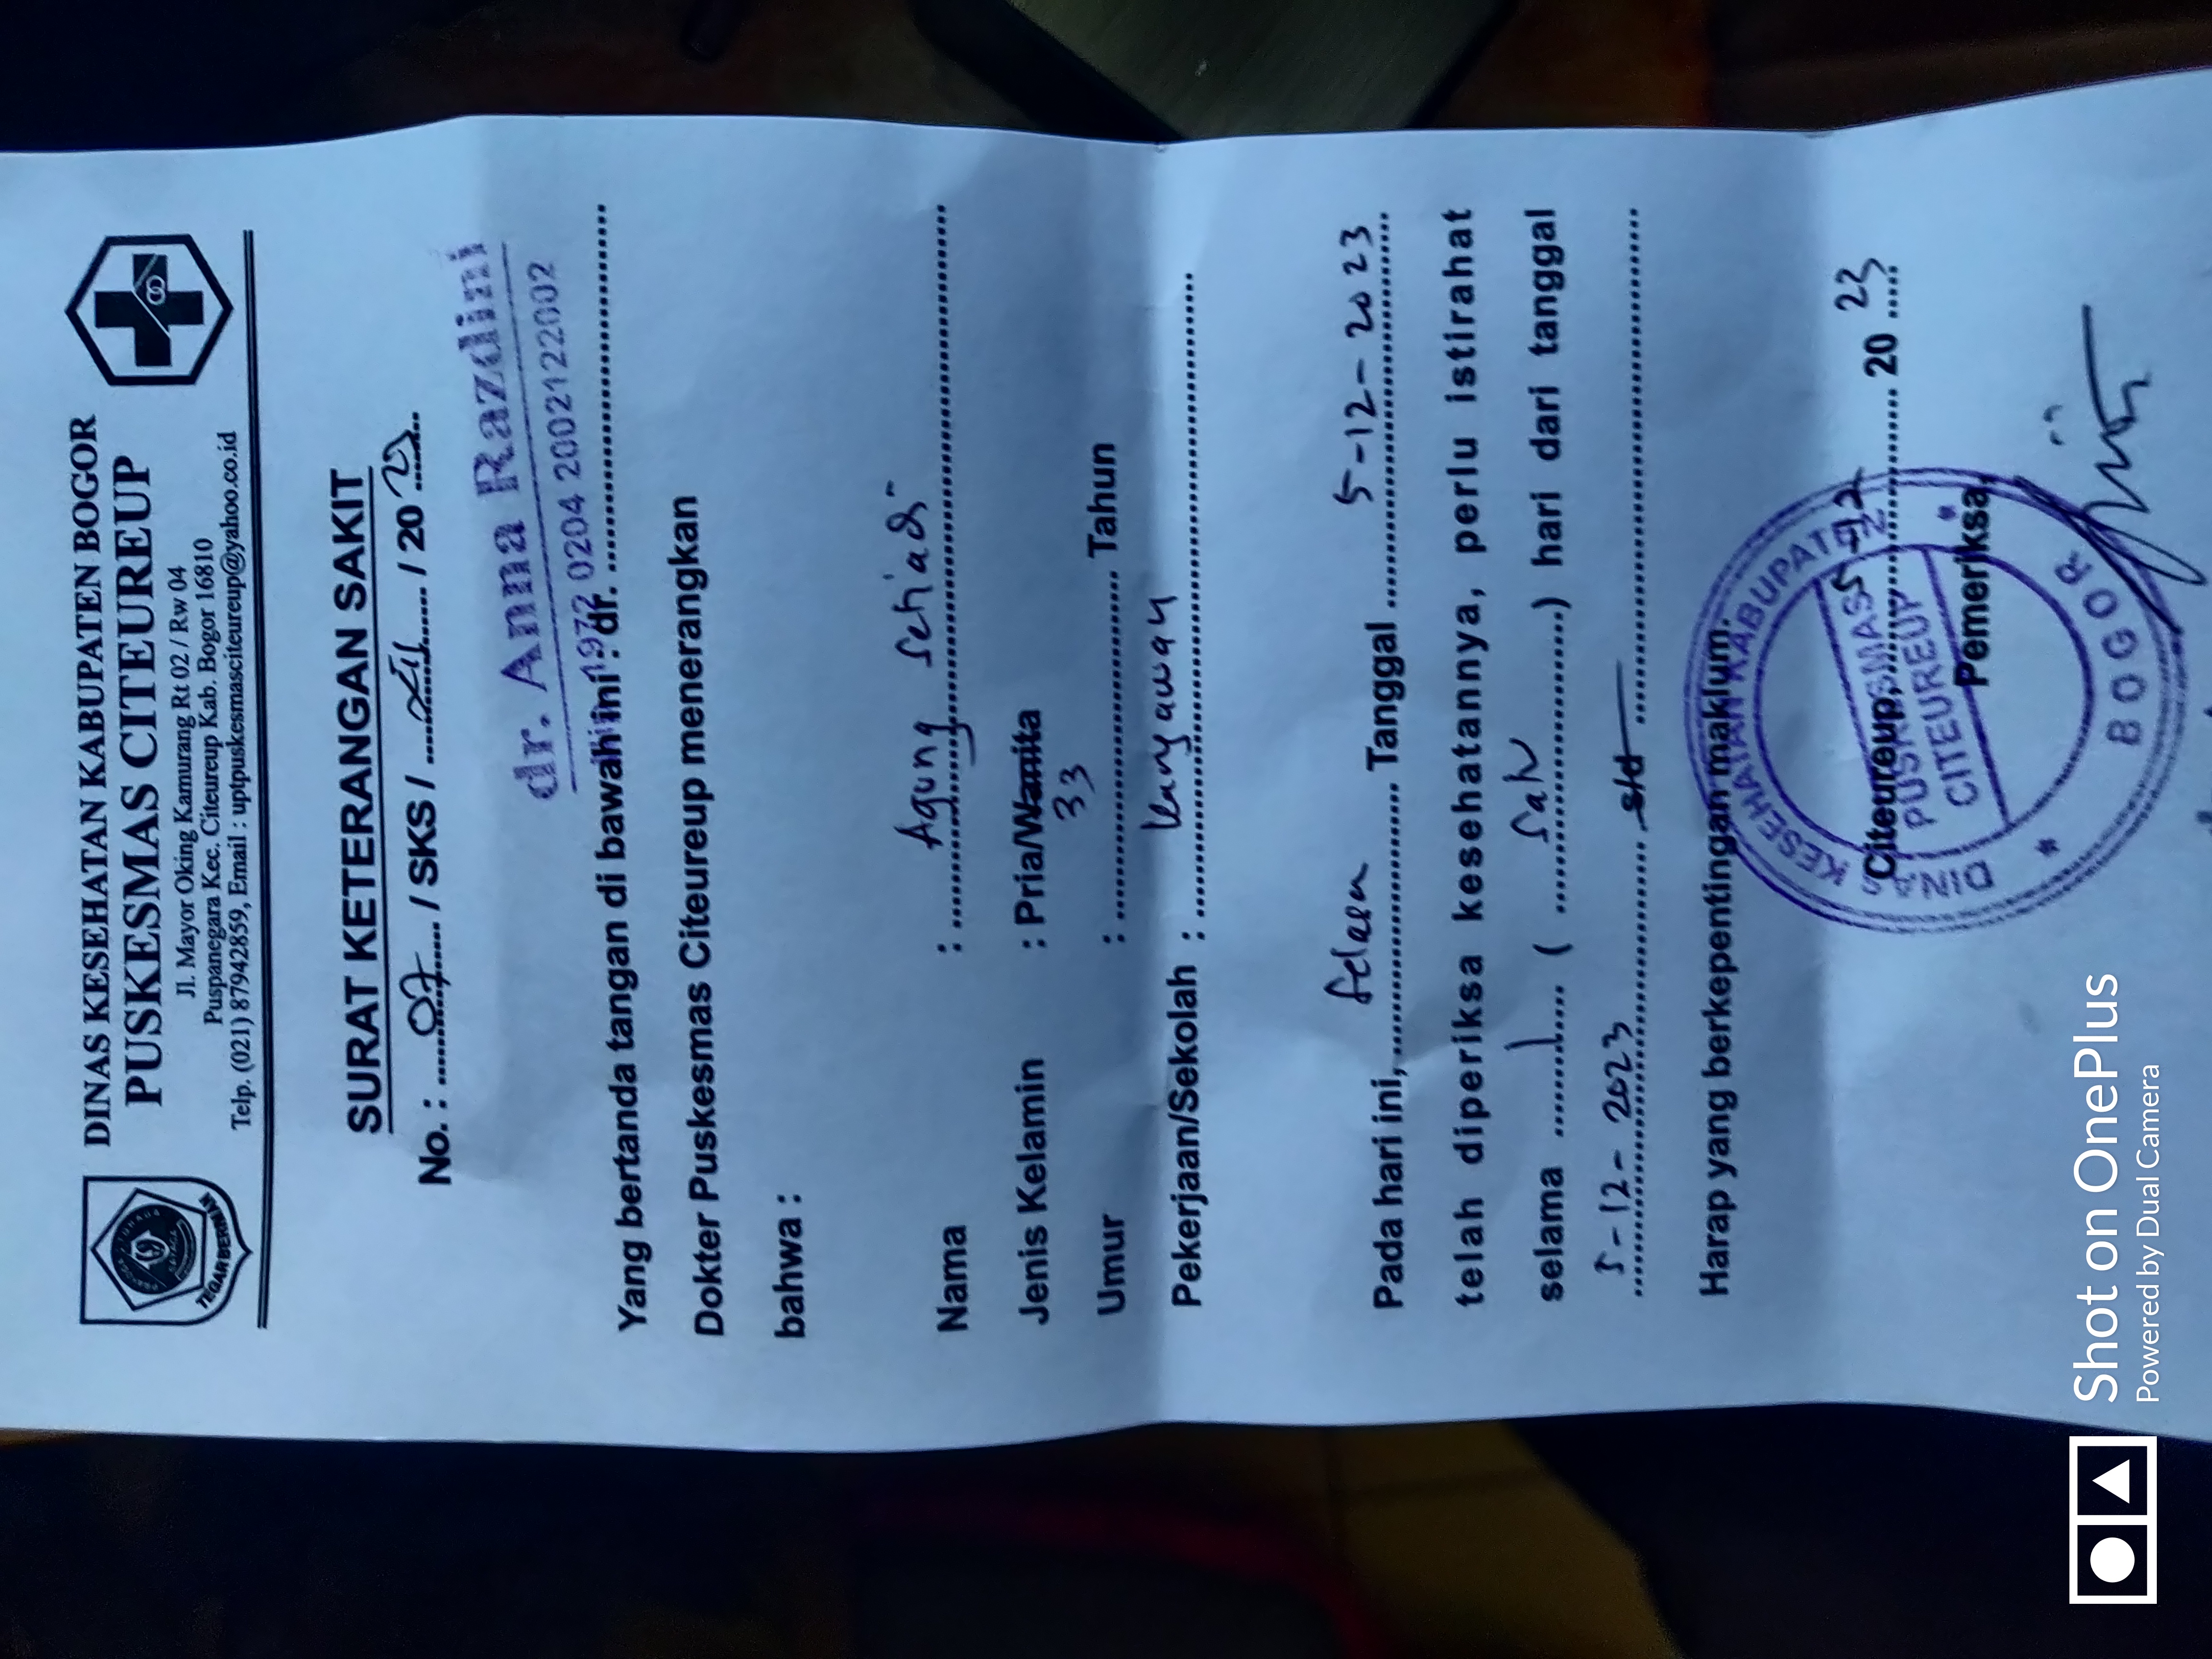 DINAS KESEHATAN KABUPATEN BOGOR
PUSKESMAS CITEUREUP
Jl. Mayor Oking Kamurang Rt 02 / Rw 04
Puspanegara Kec. Citeureup Kab. Bogor 16810
Telp. (021) 87942859, Email : uptpuskesmasciteureup@yahoo.co.id
TEGAR BERIMAN
SURAT KETERANGAN SAKIT
No. : 07 / SKS / XII / 2023
dr. Anna Razdini
Nip. 1972 0204 2002122002
Yang bertanda tangan di bawah ini : dr. ................................
Dokter Puskesmas Citeureup menerangkan
bahwa :
Nama : Agung Setiadi
Jenis Kelamin : Pria/Wanita
Umur : 33 Tahun
Pekerjaan/Sekolah : Karyawan
Pada hari ini, Selasa Tanggal 5-12-2023
telah diperiksa kesehatannya, perlu istirahat
selama 1 ( Satu ) hari dari tanggal
5-12-2023 s/d
Harap yang berkepentingan maklum.
DINAS KESEHATAN KABUPATEN
PUSKESMAS
CITEUREUP
BOGOR
Citeureup, 5-12 2023
Pemeriksa,
Shot on OnePlus
Powered by Dual Camera